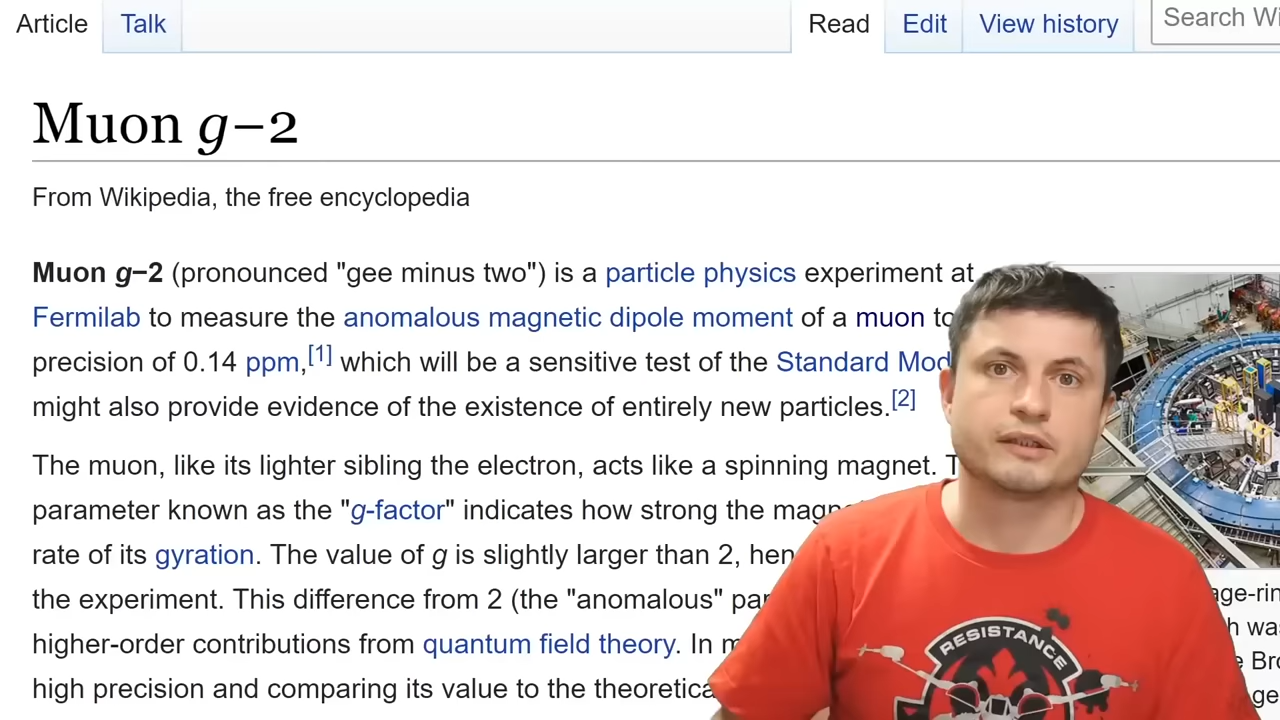 Article Talk Read Edit View history Search Wi
Muon g−2
From Wikipedia, the free encyclopedia
Muon g−2 (pronounced "gee minus two") is a particle physics experiment at
Fermilab to measure the anomalous magnetic dipole moment of a muon to
precision of 0.14 ppm,[1] which will be a sensitive test of the Standard Mod
might also provide evidence of the existence of entirely new particles.[2]
The muon, like its lighter sibling the electron, acts like a spinning magnet. T
parameter known as the "g-factor" indicates how strong the magn
rate of its gyration. The value of g is slightly larger than 2, hen
the experiment. This difference from 2 (the "anomalous" pa
age-rin
higher-order contributions from quantum field theory. In m
h was
e Bro
high precision and comparing its value to the theoretica
ge
RESISTANCE